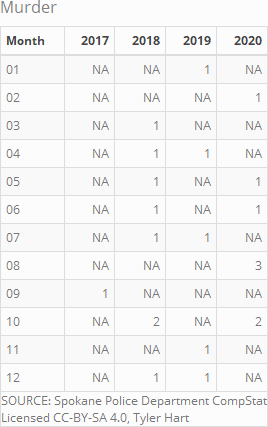 Murder
Month 2017 2018 2019 2020
01 NA NA 1 NA
02 NA NA NA 1
03 NA 1 NA NA
04 NA 1 1 NA
05 NA 1 NA 1
06 NA 1 NA 1
07 NA 1 1 NA
08 NA NA NA 3
09 1 NA NA NA
10 NA 2 NA 2
11 NA NA 1 NA
12 NA 1 1 NA
SOURCE: Spokane Police Department CompStat
Licensed CC-BY-SA 4.0, Tyler Hart